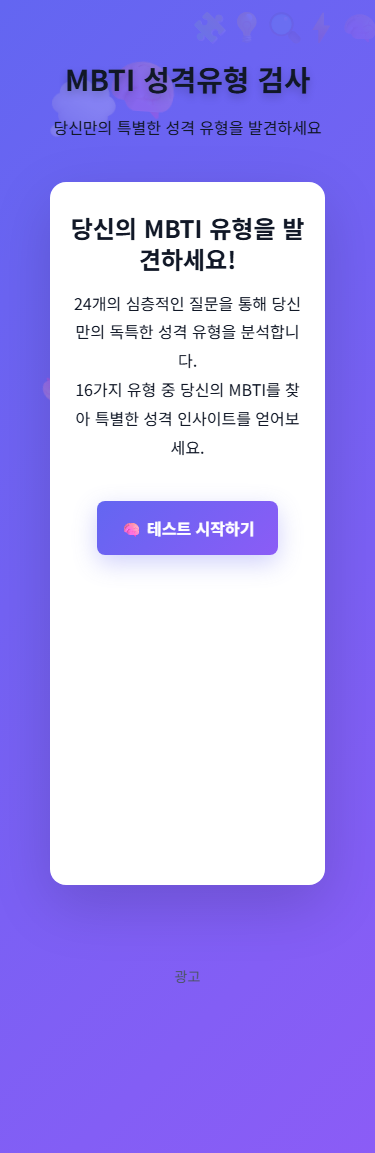 MBTI 성격유형 검사
당신만의 특별한 성격 유형을 발견하세요
당신의 MBTI 유형을 발
견하세요!
24개의 심층적인 질문을 통해 당신
만의 독특한 성격 유형을 분석합니
다.
16가지 유형 중 당신의 MBTI를 찾
아 특별한 성격 인사이트를 얻어보
세요.
테스트 시작하기
광고